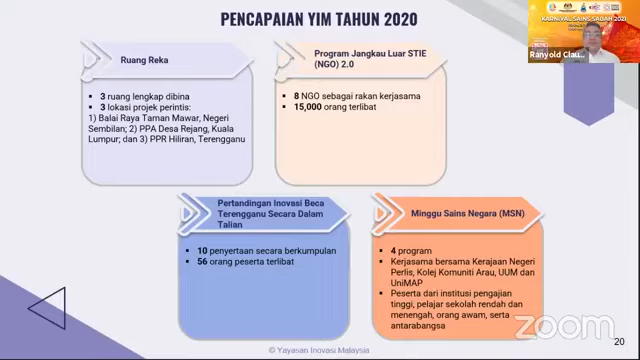 PENCAPAIAN YIM TAHUN 2020
KARNIVAL SAINS SABAH 2021
Ranyold Clau...
Ruang Reka
3 ruang lengkap dibina
3 lokasi projek perintis:
1) Balai Raya Taman Mawar, Negeri
Sembilan; 2) PPA Desa Rejang, Kuala
Lumpur; dan 3) PPR Hiliran, Terengganu
Program Jangkau Luar STIE
(NGO) 2.0
8 NGO sebagai rakan kerjasama
15,000 orang terlibat
Pertandingan Inovasi Beca
Terengganu Secara Dalam
Talian
10 penyertaan secara berkumpulan
56 orang peserta terlibat
Minggu Sains Negara (MSN)
4 program
Kerjasama bersama Kerajaan Negeri
Perlis, Kolej Komuniti Arau, UUM dan
UniMAP
Peserta dari institusi pengajian
tinggi, pelajar sekolah rendah dan
menengah, orang awam, serta
antarabangsa
zoom
20
© Yayasan Inovasi Malaysia